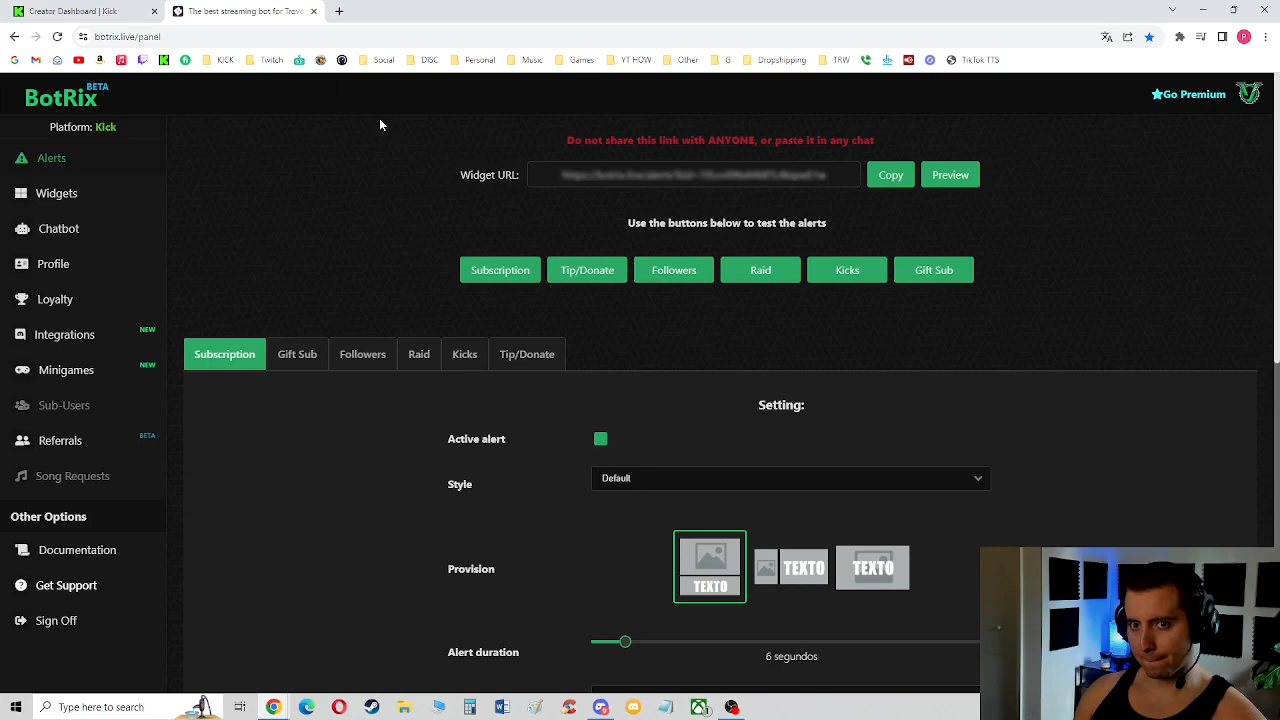 Creator Dashboard | Kick
The best streaming bot for Trovo
botrix.live/panel
KICK
Twitch
Social
DISC
Personal
Music
Games
YT HOW
Other
G
Dropshipping
TRW
TikTok TTS
BotRix BETA
Go Premium
Platform: Kick
Alerts
Widgets
Chatbot
Profile
Loyalty
Integrations NEW
Minigames NEW
Sub-Users
Referrals BETA
Song Requests
Other Options
Documentation
Get Support
Sign Off
Do not share this link with ANYONE, or paste it in any chat
Widget URL:
Copy Preview
Use the buttons below to test the alerts
Subscription Tip/Donate Followers Raid Kicks Gift Sub
Subscription Gift Sub Followers Raid Kicks Tip/Donate
Setting:
Active alert
Style Default
Provision TEXTO TEXTO TEXTO
Alert duration
6 segundos
Type here to search